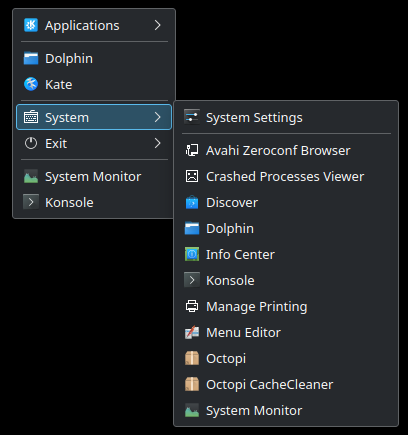 Applications
Dolphin
Kate
System
Exit
System Monitor
Konsole
System Settings
Avahi Zeroconf Browser
Crashed Processes Viewer
Discover
Dolphin
Info Center
Konsole
Manage Printing
Menu Editor
Octopi
Octopi CacheCleaner
System Monitor